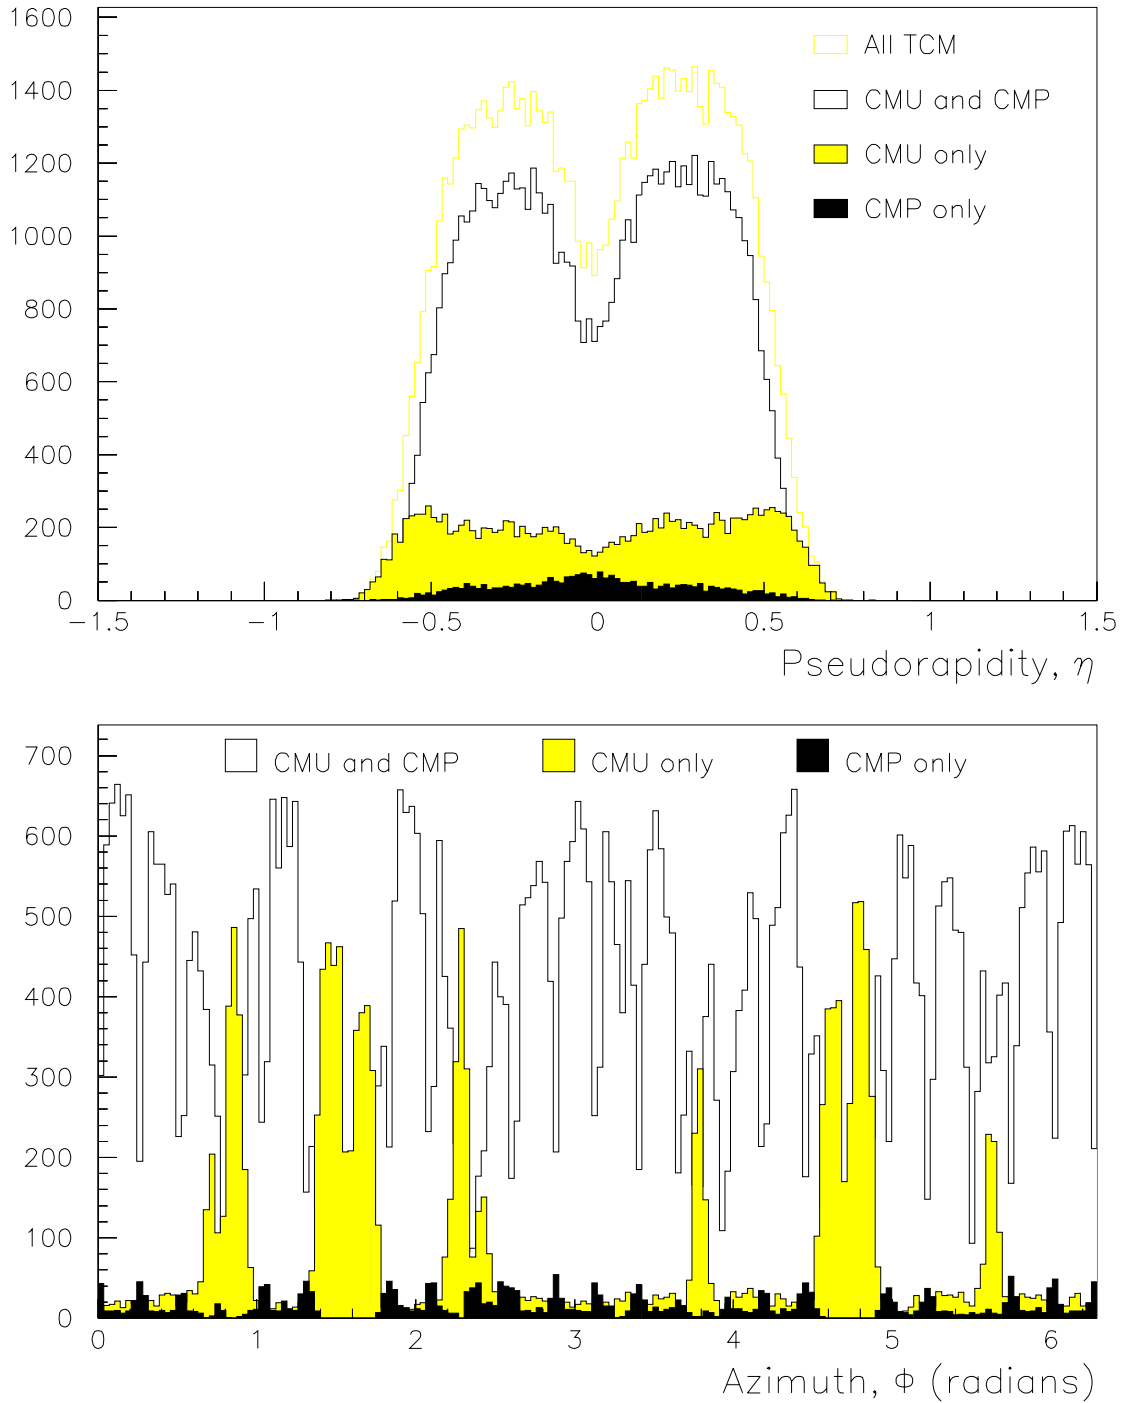 1600
1400
1200
1000
800
600
400
200
0
All TCM
CMU and CMP
CMU only
CMP only
−1.5 −1 −0.5 0 0.5 1 1.5
Pseudorapidity, η
700
600
500
400
300
200
100
0
CMU and CMP CMU only CMP only
0 1 2 3 4 5 6
Azimuth, Φ (radians)